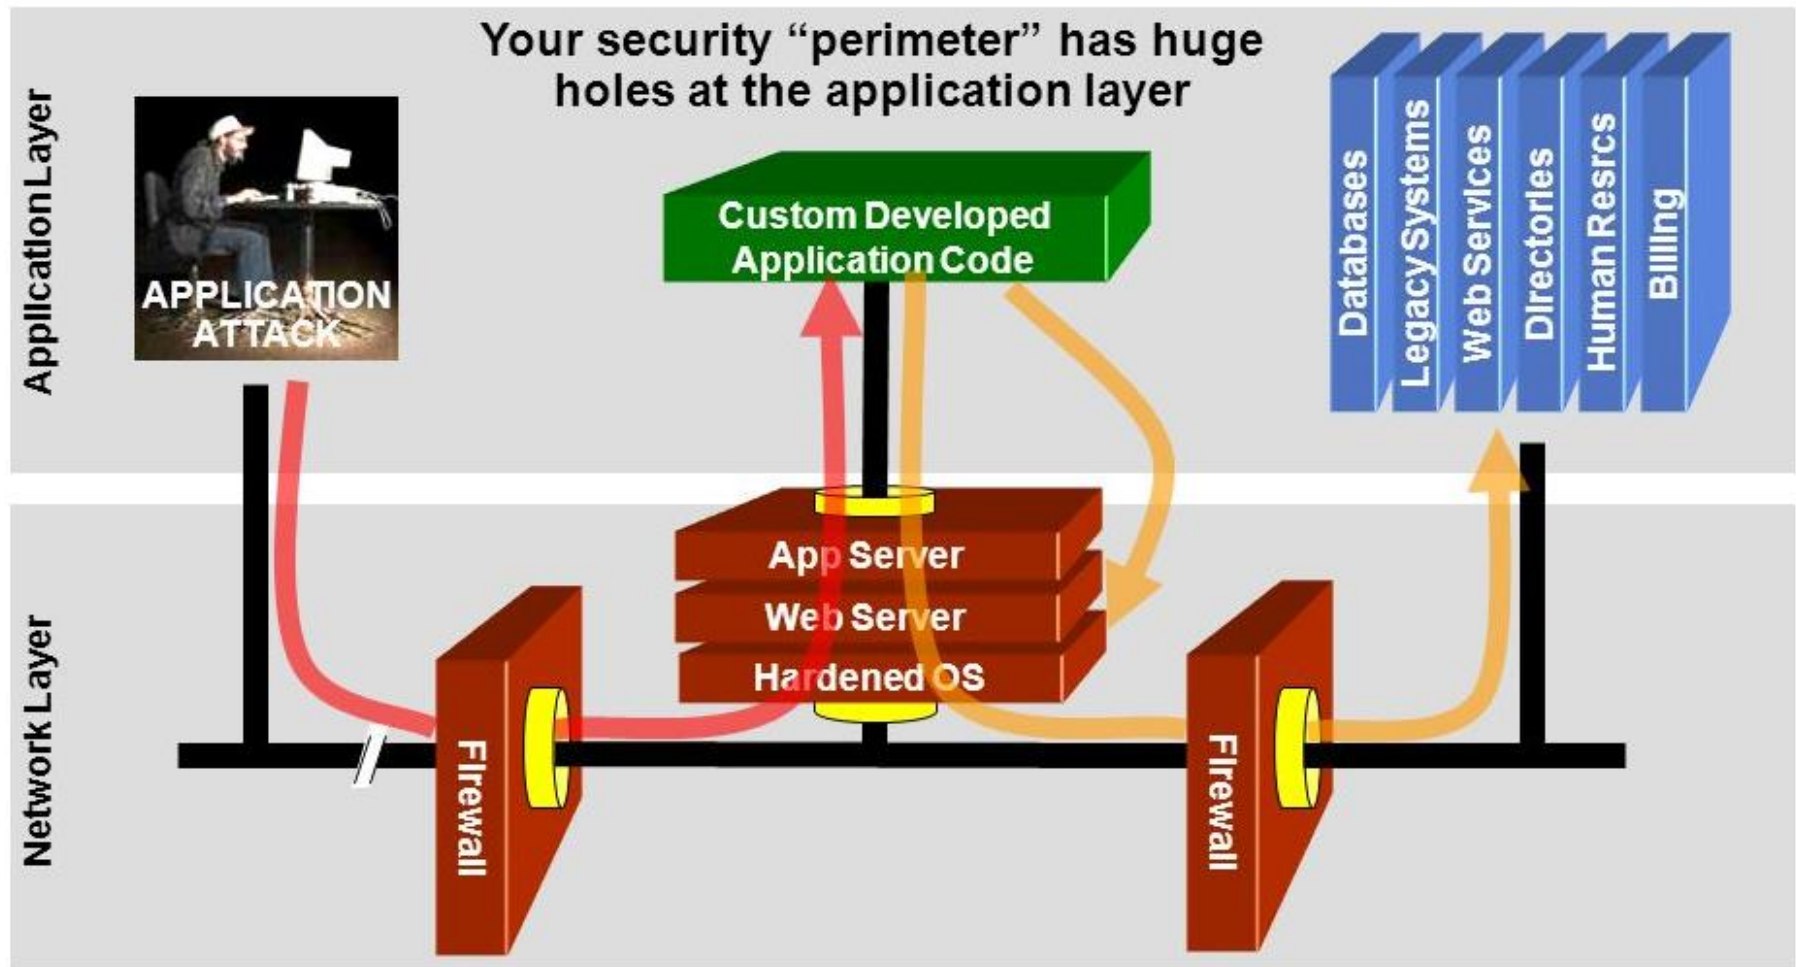 Your security “perimeter” has huge
holes at the application layer
Application Layer
APPLICATION
ATTACK
Custom Developed
Application Code
Databases
Legacy Systems
Web Services
Directories
Human Resrcs
Billing
Network Layer
App Server
Web Server
Hardened OS
Firewall
Firewall